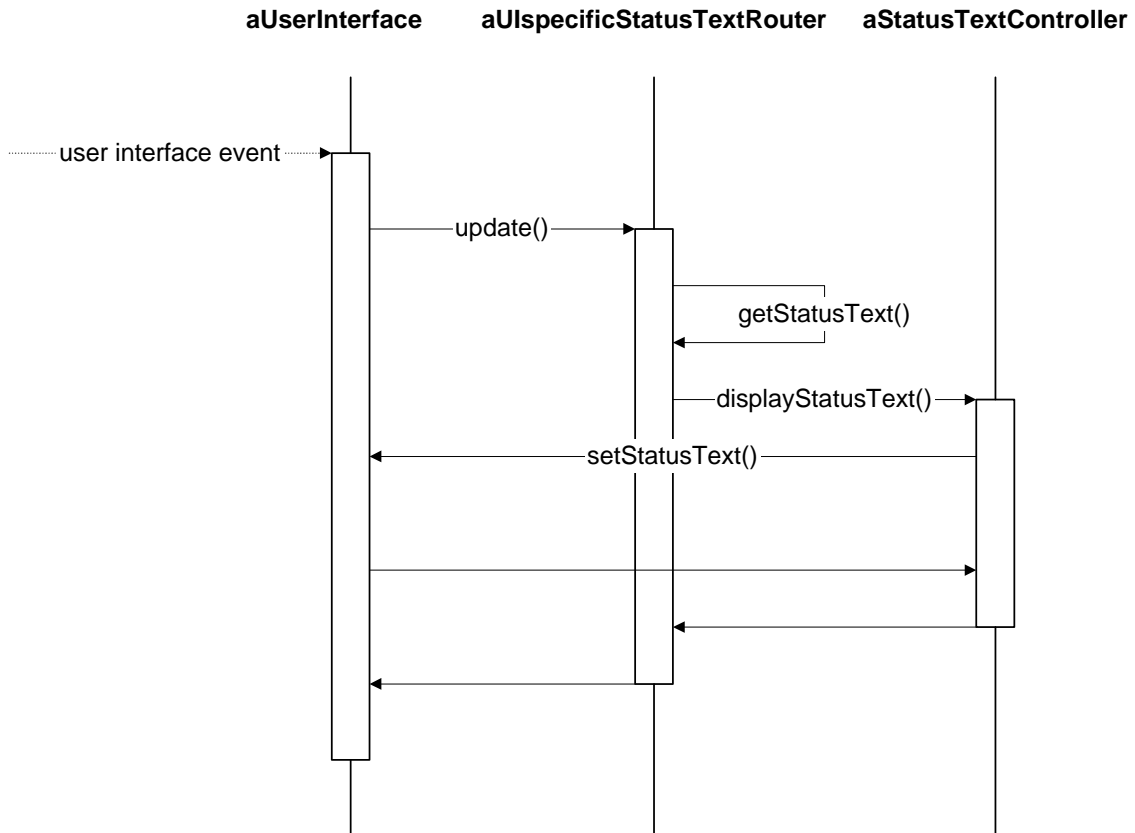 aUserInterface
aUIspecificStatusTextRouter
aStatusTextController
user interface event
update()
getStatusText()
displayStatusText()
setStatusText()